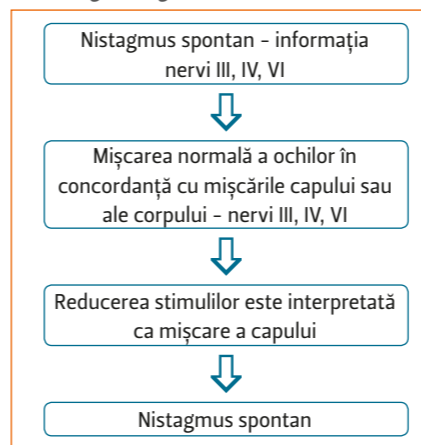 Nistagmus spontan – informația
nervi III, IV, VI
Mișcarea normală a ochilor în
concordanță cu mișcările capului sau
ale corpului – nervi III, IV, VI
Reducerea stimulilor este interpretată
ca mișcare a capului
Nistagmus spontan